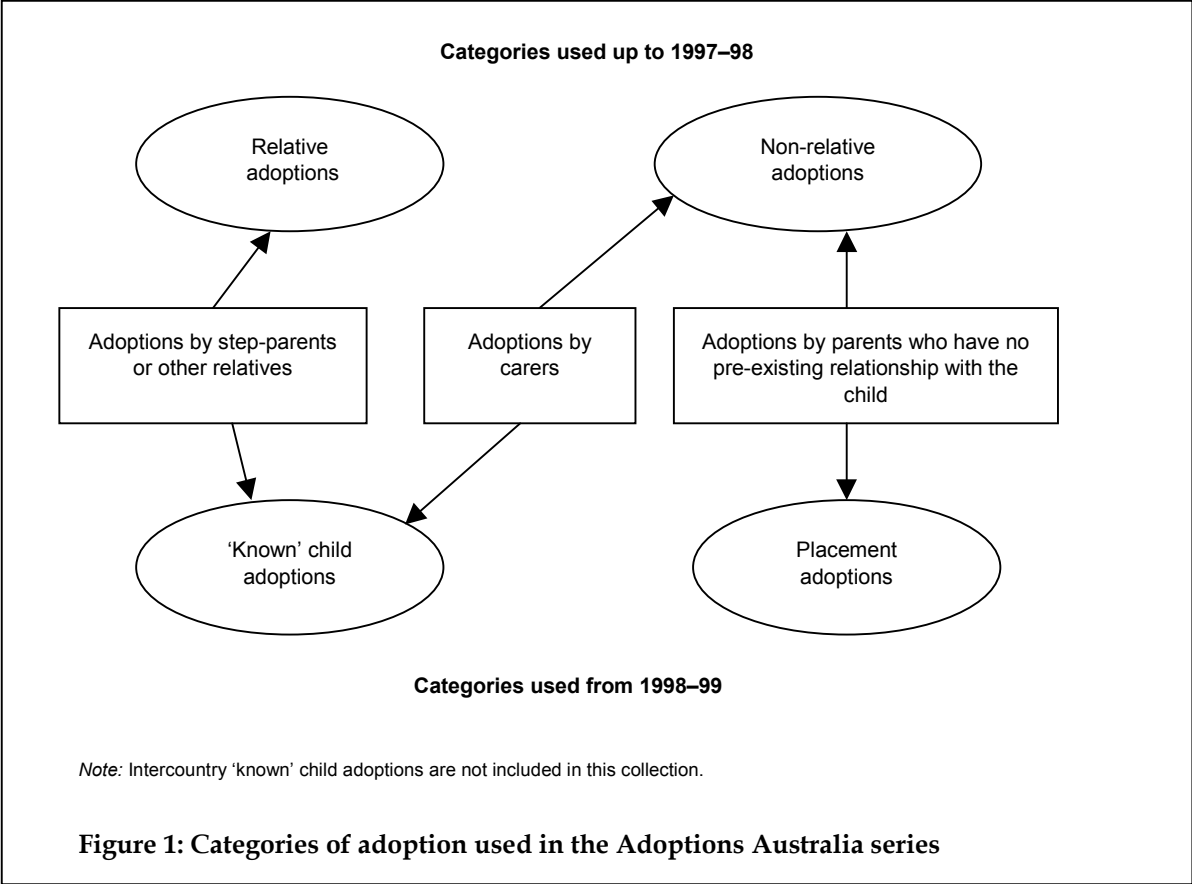 Categories used up to 1997–98
Relative
adoptions
Non-relative
adoptions
Adoptions by step-parents
or other relatives
Adoptions by
carers
Adoptions by parents who have no
pre-existing relationship with the
child
‘Known’ child
adoptions
Placement
adoptions
Categories used from 1998–99
Note: Intercountry ‘known’ child adoptions are not included in this collection.
Figure 1: Categories of adoption used in the Adoptions Australia series